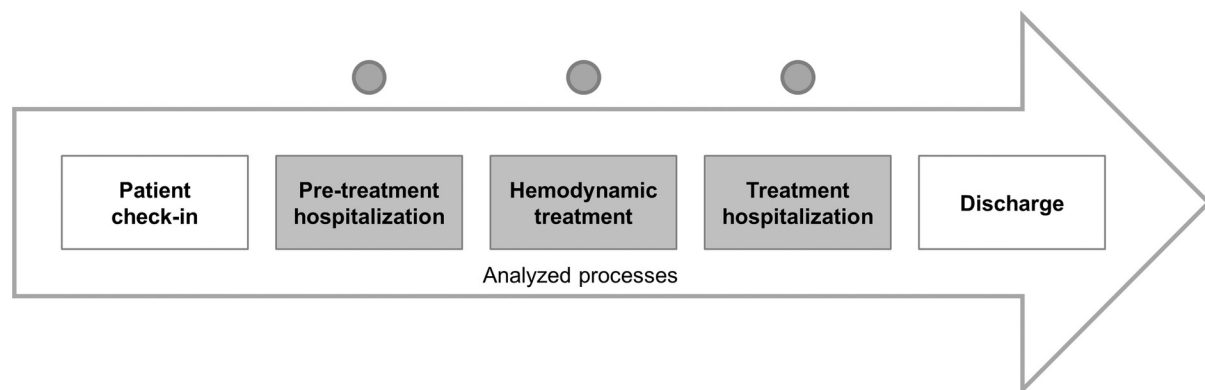 Patient
check-in
Pre-treatment
hospitalization
Hemodynamic
treatment
Treatment
hospitalization
Discharge
Analyzed processes